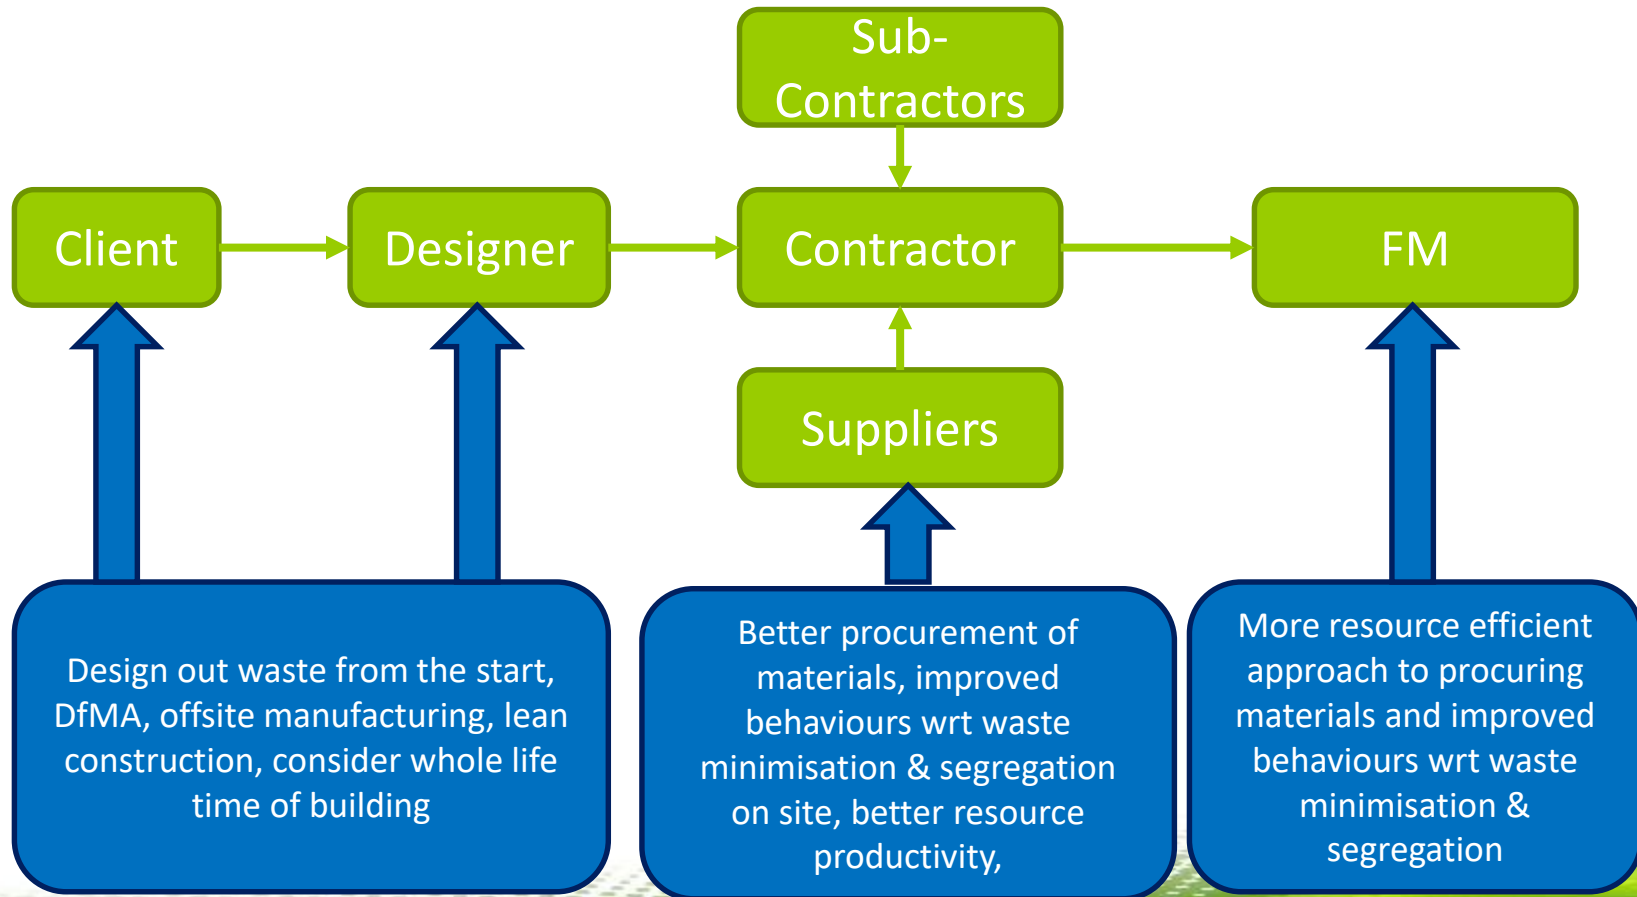 Sub-
Contractors
Client
Designer
Contractor
FM
Suppliers
Design out waste from the start,
DfMA, offsite manufacturing, lean
construction, consider whole life
time of building
Better procurement of
materials, improved
behaviours wrt waste
minimisation & segregation
on site, better resource
productivity,
More resource efficient
approach to procuring
materials and improved
behaviours wrt waste
minimisation &
segregation